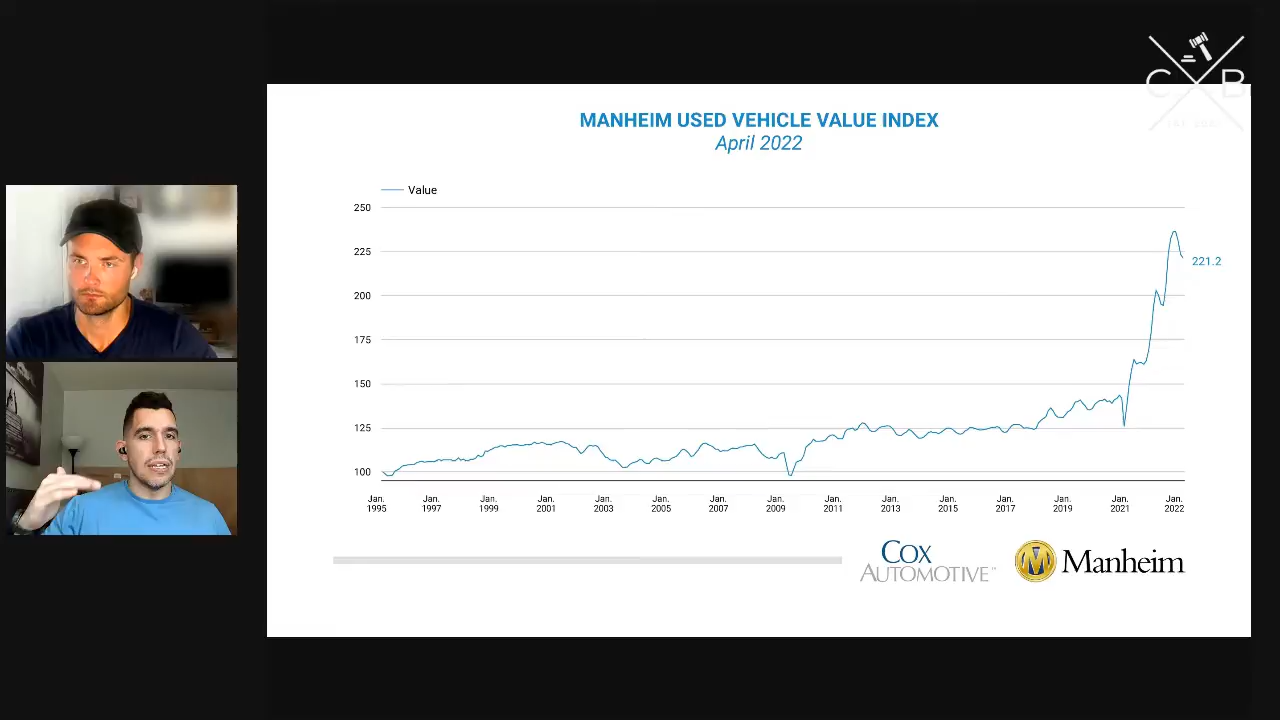 C B
MANHEIM USED VEHICLE VALUE INDEX
April 2022
Value
250
225
221.2
200
175
150
125
100
Jan. 1995 Jan. 1997 Jan. 1999 Jan. 2001 Jan. 2003 Jan. 2005 Jan. 2007 Jan. 2009 Jan. 2011 Jan. 2013 Jan. 2015 Jan. 2017 Jan. 2019 Jan. 2021 Jan. 2022
COX
AUTOMOTIVE™
M Manheim